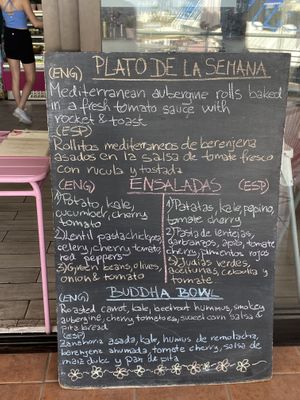 (ENG) PLATO DE LA SEMANA
Mediterranean aubergine rolls baked
in a fresh tomato sauce with
rocket & toast
(ESP)
Rollitos mediterraneos de berenjena
asados en la salsa de tomate fresco
con rucula y tostada
(ENG) ENSALADAS (ESP)
1) Potato, kale,
cucumber, cherry
tomato
2) Lentil pasta, chickpeas,
celery, cherry tomato,
red peppers
3) Green beans, olives,
onion & tomato
1) Patatas, kale, pepino,
tomate cherry
2) Pasta de lentejas,
garbanzos, apio, tomate
cherry, pimientos rojos
3) Judias verdes,
aceitunas, cebolla y
tomate
(ENG) BUDDHA BOWL
Roasted carrot, kale, beetroot hummus, smokey
aubergine, cherry tomatoes, sweet corn salsa &
pita bread
(ESP)
Zanahoria asada, kale, humus de remolacha,
berenjena ahumada, tomate cherry, salsa de
maiz dulce y pan de pita